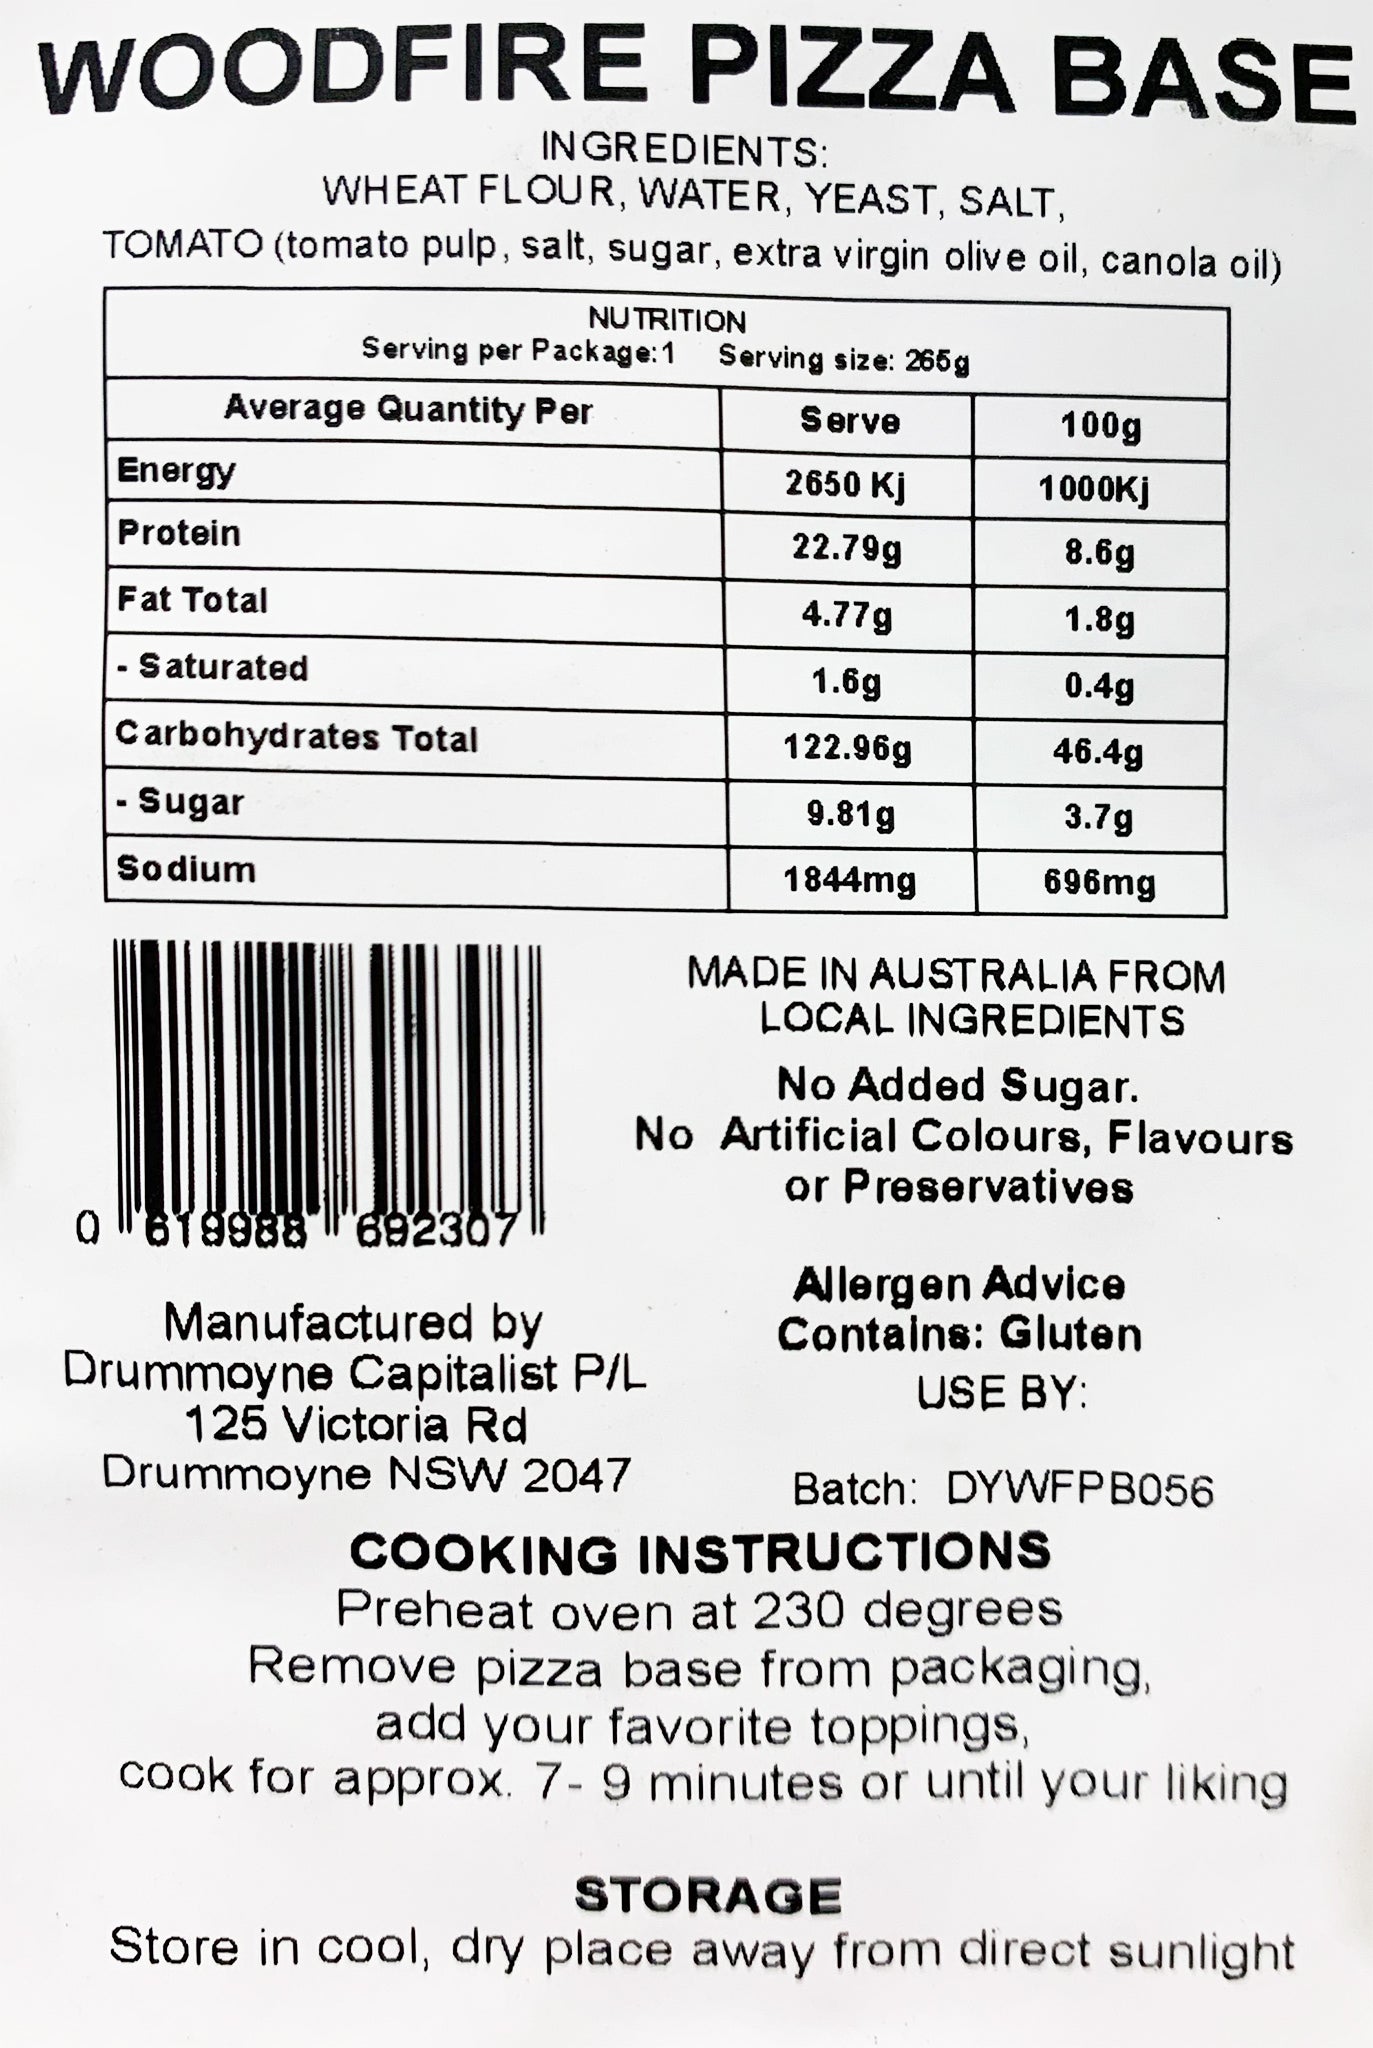 WOODFIRE PIZZA BASE
INGREDIENTS:
WHEAT FLOUR, WATER, YEAST, SALT,
TOMATO (tomato pulp, salt, sugar, extra virgin olive oil, canola oil)
NUTRITION
Serving per Package:1 Serving size: 265g
Average Quantity Per Serve 100g
Energy 2650 Kj 1000Kj
Protein 22.79g 8.6g
Fat Total 4.77g 1.8g
- Saturated 1.6g 0.4g
Carbohydrates Total 122.96g 46.4g
- Sugar 9.81g 3.7g
Sodium 1844mg 696mg
MADE IN AUSTRALIA FROM
LOCAL INGREDIENTS
No Added Sugar.
No Artificial Colours, Flavours
or Preservatives
0 619988 692307
Allergen Advice
Contains: Gluten
USE BY:
Batch: DYWFPB056
Manufactured by
Drummoyne Capitalist P/L
125 Victoria Rd
Drummoyne NSW 2047
COOKING INSTRUCTIONS
Preheat oven at 230 degrees
Remove pizza base from packaging,
add your favorite toppings,
cook for approx. 7- 9 minutes or until your liking
STORAGE
Store in cool, dry place away from direct sunlight